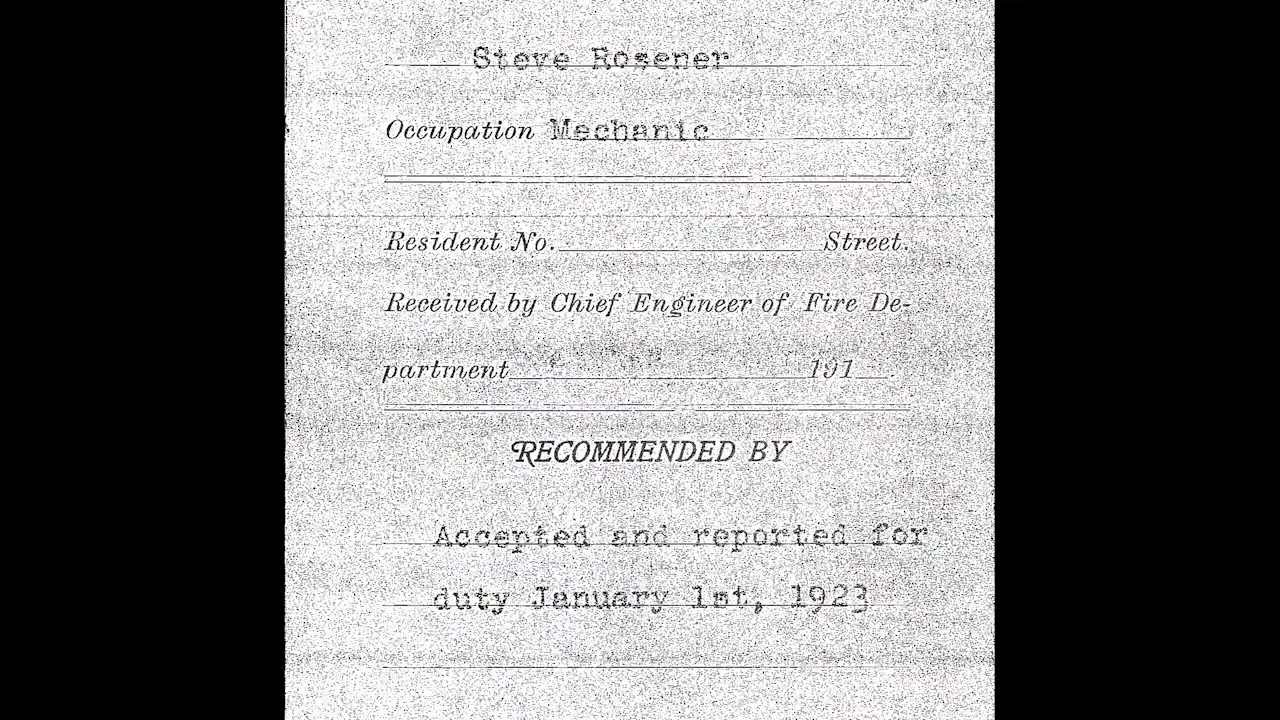 Steve Rosener
Occupation Mechanic
Resident No. Street.
Received by Chief Engineer of Fire De-
partment 191 .
RECOMMENDED BY
Accepted and reported for
duty January 1st, 1923